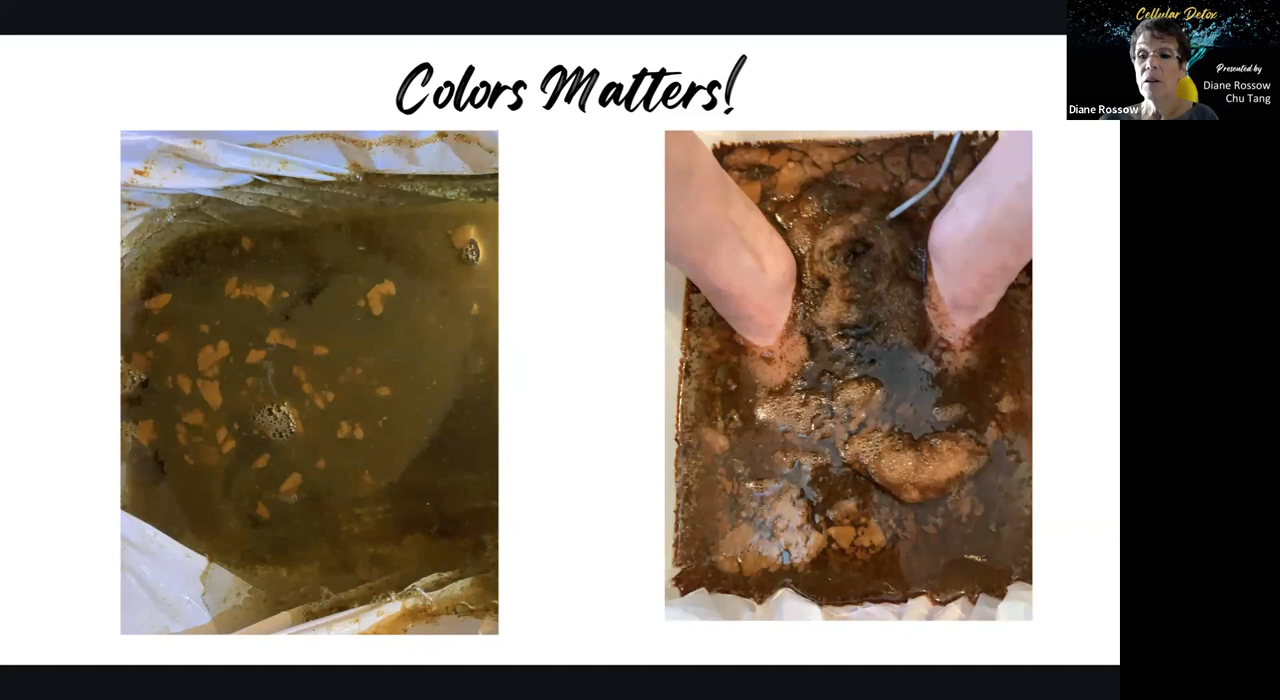 Colors Matters!
Cellular Detox
Presented by
Diane Rossow
Chu Tang
Diane Rossow